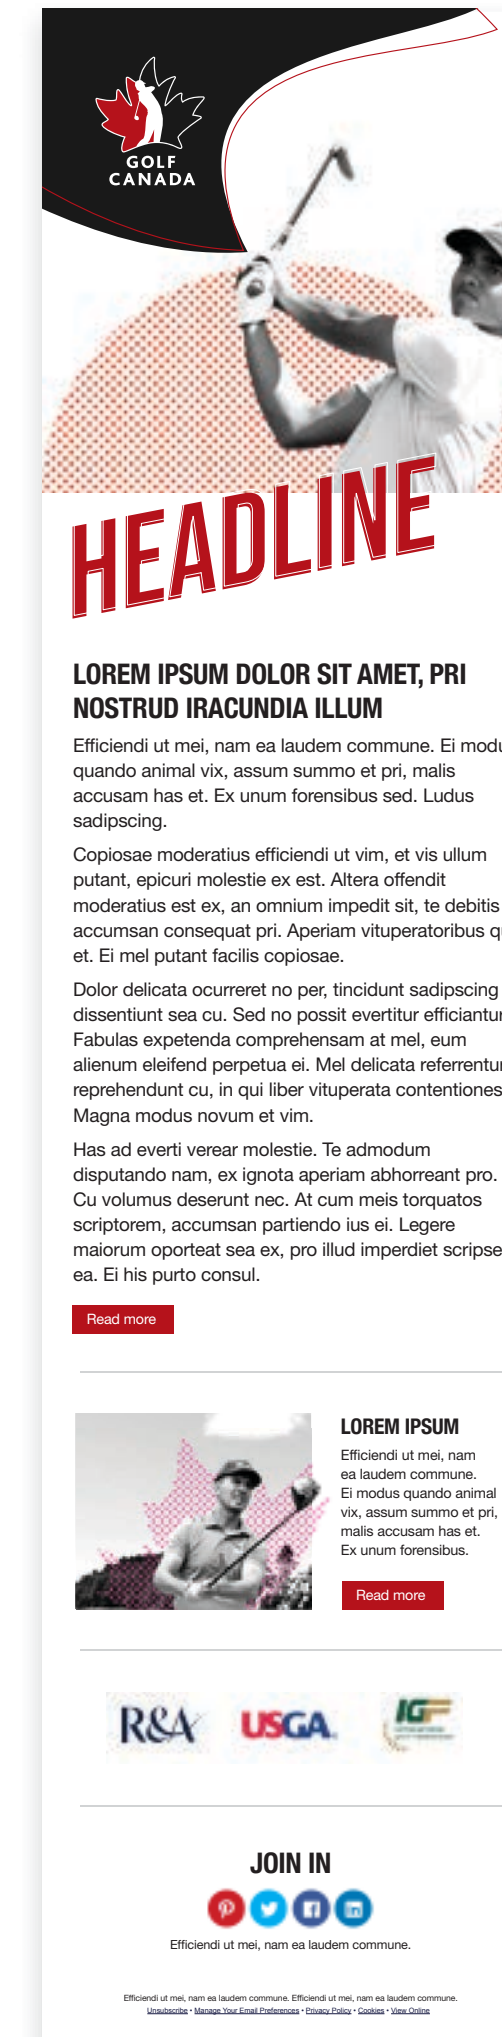 GOLF
CANADA
HEADLINE
LOREM IPSUM DOLOR SIT AMET, PRI
NOSTRUD IRACUNDIA ILLUM
Efficiendi ut mei, nam ea laudem commune. Ei modu
quando animal vix, assum summo et pri, malis
accusam has et. Ex unum forensibus sed. Ludus
sadipscing.
Copiosae moderatius efficiendi ut vim, et vis ullum
putant, epicuri molestie ex est. Altera offendit
moderatius est ex, an omnium impedit sit, te debitis
accumsan consequat pri. Aperiam vituperatoribus q
et. Ei mel putant facilis copiosae.
Dolor delicata ocurreret no per, tincidunt sadipscing
dissentiunt sea cu. Sed no possit evertitur efficiantur
Fabulas expetenda comprehensam at mel, eum
alienum eleifend perpetua ei. Mel delicata referrentur
reprehendunt cu, in qui liber vituperata contentiones
Magna modus novum et vim.
Has ad everti verear molestie. Te admodum
disputando nam, ex ignota aperiam abhorreant pro.
Cu volumus deserunt nec. At cum meis torquatos
scriptorem, accumsan partiendo ius ei. Legere
maiorum oporteat sea ex, pro illud imperdiet scripse
ea. Ei his purto consul.
Read more
LOREM IPSUM
Efficiendi ut mei, nam
ea laudem commune.
Ei modus quando animal
vix, assum summo et pri,
malis accusam has et.
Ex unum forensibus.
Read more
R&A USGA. IGF
JOIN IN
Efficiendi ut mei, nam ea laudem commune.
Efficiendi ut mei, nam ea laudem commune. Efficiendi ut mei, nam ea laudem commune.
Unsubscribe • Manage Your Email Preferences • Privacy Policy • Cookies • View Online